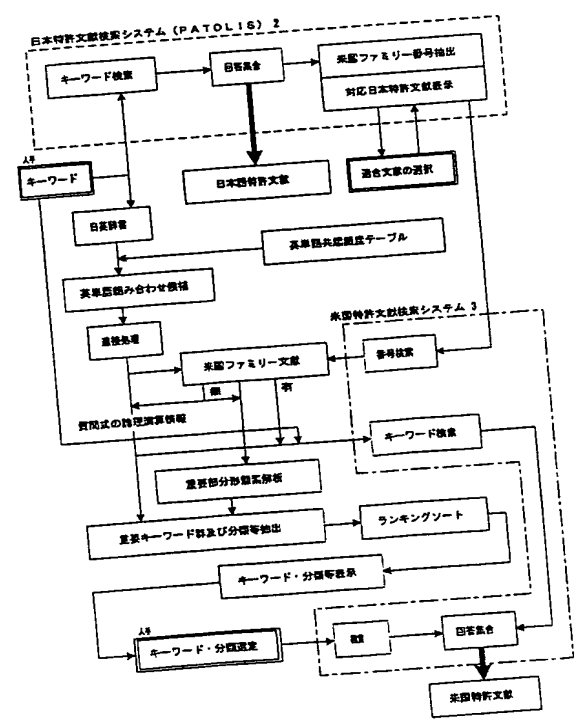 日本特許文献検索システム(PATOLIS) 2
キーワード検索
回答集合
米国ファミリー番号抽出
対応日本特許文献表示
人手
キーワード
日本語特許文献
適合文献の選択
日英辞書
英単語共起頻度テーブル
英単語組み合わせ候補
米国特許文献検索システム 3
直接処理
米国ファミリー文献
番号検索
無
有
質問式の論理演算情報
キーワード検索
重要部分形態素解析
重要キーワード群及び分類等抽出
ランキングソート
キーワード・分類等表示
人手
キーワード・分類選定
検索
回答集合
米国特許文献